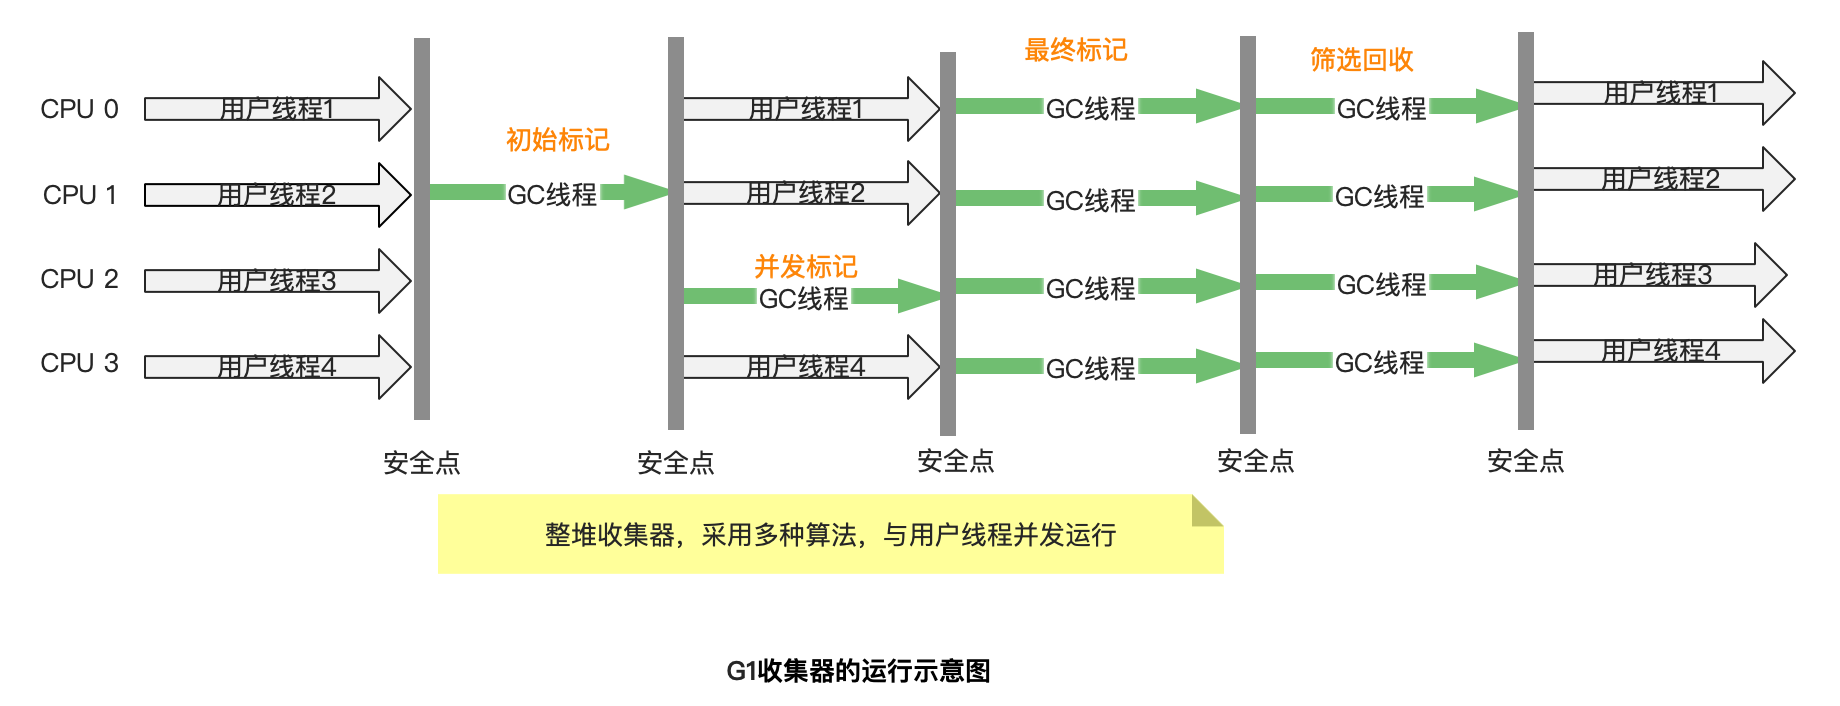 最终标记
筛选回收
CPU 0
用户线程1
用户线程1
GC线程
GC线程
用户线程1
初始标记
CPU 1
用户线程2
GC线程
用户线程2
GC线程
GC线程
用户线程2
并发标记
CPU 2
用户线程3
GC线程
GC线程
GC线程
用户线程3
CPU 3
用户线程4
用户线程4
GC线程
GC线程
用户线程4
安全点
安全点
安全点
安全点
安全点
整堆收集器，采用多种算法，与用户线程并发运行
G1收集器的运行示意图